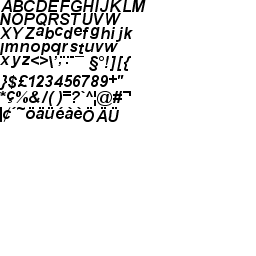 ABCDEFGHIJKLM
NOPQRSTUVW
XYZabcdefghijk
lmnopqrstuvw
xyz<>\',;.:-¯ §°!][{
}$£123456789+"
*ç%&/()=?`^¦@#¬
¢´~öäüéàèÖÄÜ